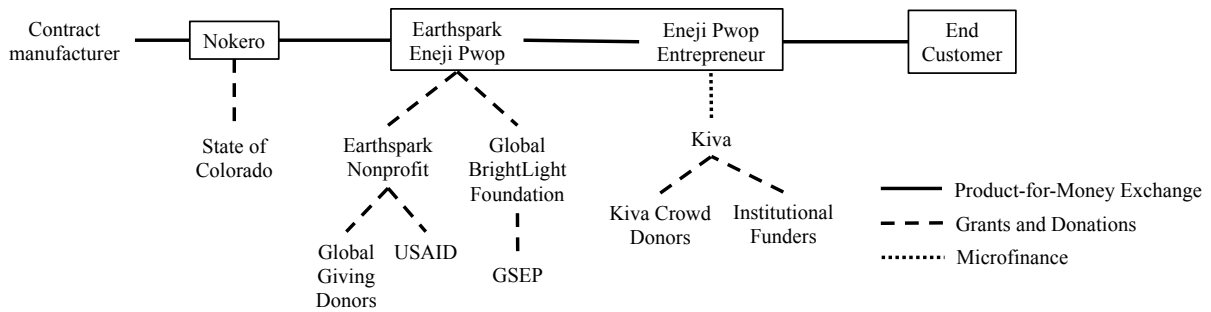 Contract
manufacturer
Nokero
Earthspark
Eneji Pwop
Eneji Pwop
Entrepreneur
End
Customer
State of
Colorado
Earthspark
Nonprofit
Global
BrightLight
Foundation
Kiva
Global
Giving
Donors
USAID
GSEP
Kiva Crowd
Donors
Institutional
Funders
Product-for-Money Exchange
Grants and Donations
Microfinance